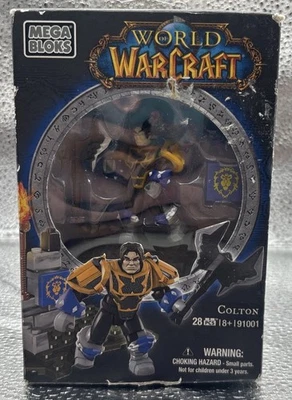 MEGA
BLOKS
WORLD
OF
WARCRAFT
COLTON
28 8+ 91001
WARNING:
CHOKING HAZARD - Small parts.
Not for children under 3 years.